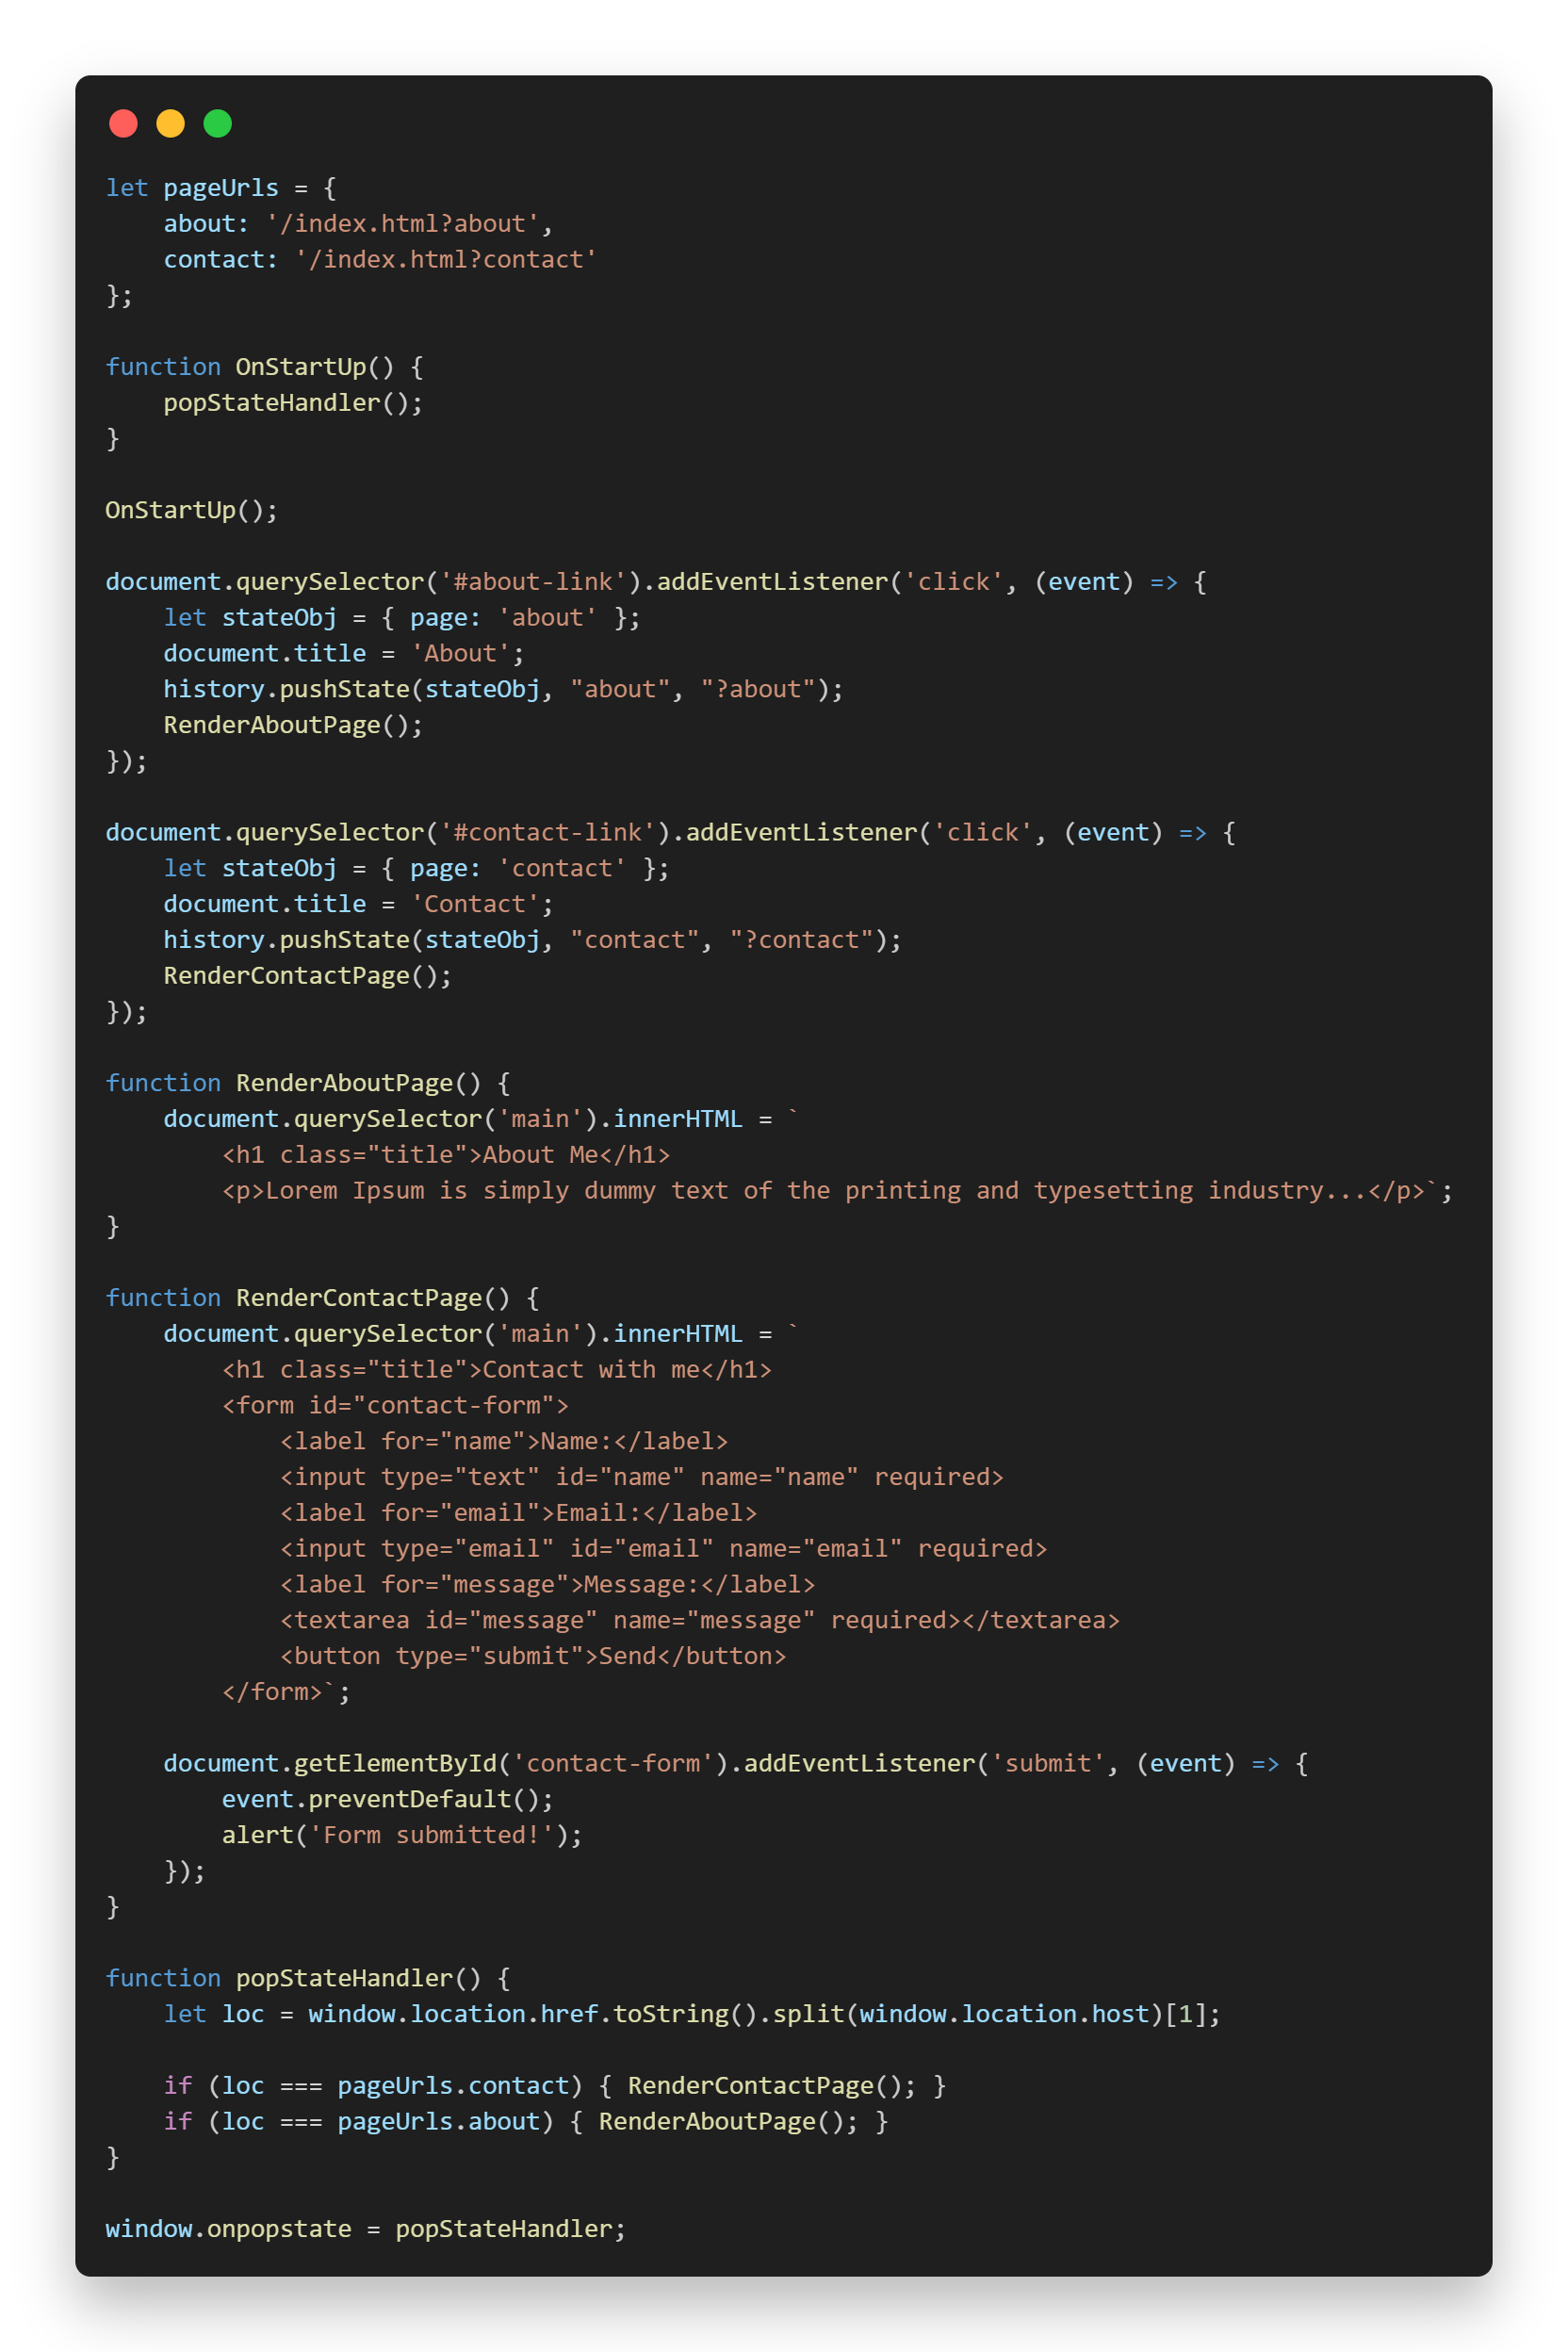 let pageUrls = {
    about: '/index.html?about',
    contact: '/index.html?contact'
};

function OnStartUp() {
    popStateHandler();
}

OnStartUp();

document.querySelector('#about-link').addEventListener('click', (event) => {
    let stateObj = { page: 'about' };
    document.title = 'About';
    history.pushState(stateObj, "about", "?about");
    RenderAboutPage();
});

document.querySelector('#contact-link').addEventListener('click', (event) => {
    let stateObj = { page: 'contact' };
    document.title = 'Contact';
    history.pushState(stateObj, "contact", "?contact");
    RenderContactPage();
});

function RenderAboutPage() {
    document.querySelector('main').innerHTML = `
        <h1 class="title">About Me</h1>
        <p>Lorem Ipsum is simply dummy text of the printing and typesetting industry...</p>`;
}

function RenderContactPage() {
    document.querySelector('main').innerHTML = `
        <h1 class="title">Contact with me</h1>
        <form id="contact-form">
            <label for="name">Name:</label>
            <input type="text" id="name" name="name" required>
            <label for="email">Email:</label>
            <input type="email" id="email" name="email" required>
            <label for="message">Message:</label>
            <textarea id="message" name="message" required></textarea>
            <button type="submit">Send</button>
        </form>`;

    document.getElementById('contact-form').addEventListener('submit', (event) => {
        event.preventDefault();
        alert('Form submitted!');
    });
}

function popStateHandler() {
    let loc = window.location.href.toString().split(window.location.host)[1];

    if (loc === pageUrls.contact) { RenderContactPage(); }
    if (loc === pageUrls.about) { RenderAboutPage(); }
}

window.onpopstate = popStateHandler;